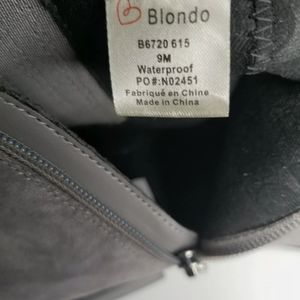 Blondo
B6720 615
9M
Waterproof
PO#:N02451
Fabriqué en Chine
Made in China